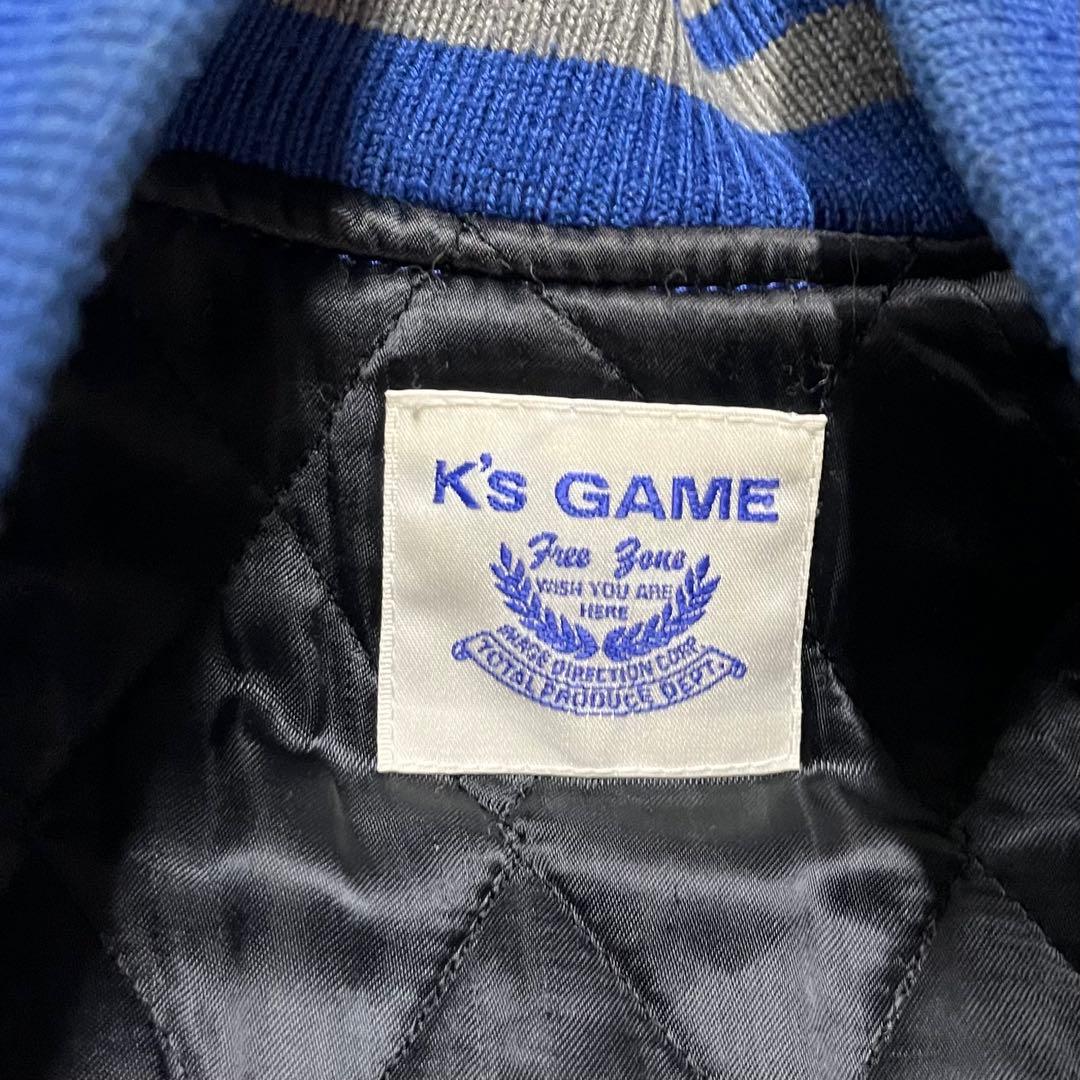 K's GAME
Free Zone
WISH YOU ARE
HERE
IMAGE DIRECTION CORP
TOTAL PRODUCE DEPT.